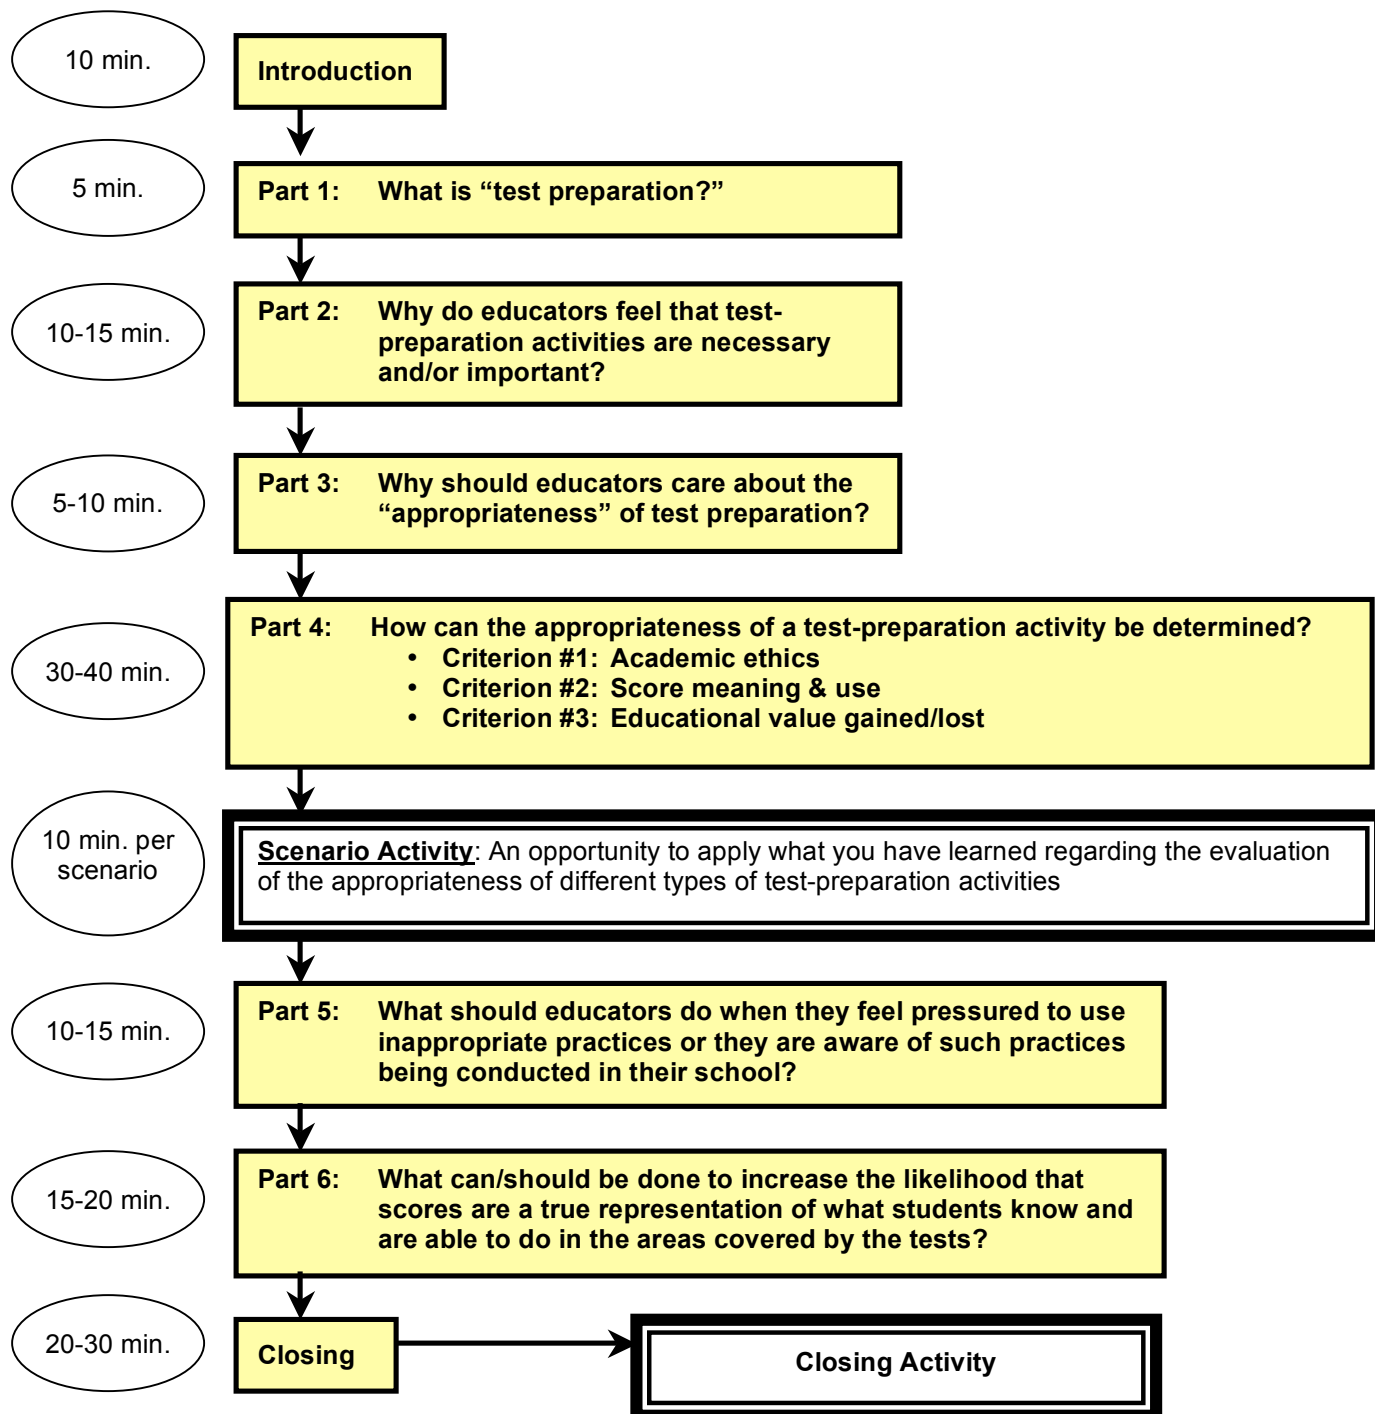 10 min.
Introduction
5 min.
Part 1: What is “test preparation?”
10-15 min.
Part 2: Why do educators feel that test-
preparation activities are necessary
and/or important?
5-10 min.
Part 3: Why should educators care about the
“appropriateness” of test preparation?
30-40 min.
Part 4: How can the appropriateness of a test-preparation activity be determined?
• Criterion #1: Academic ethics
• Criterion #2: Score meaning & use
• Criterion #3: Educational value gained/lost
10 min. per
scenario
Scenario Activity: An opportunity to apply what you have learned regarding the evaluation
of the appropriateness of different types of test-preparation activities
10-15 min.
Part 5: What should educators do when they feel pressured to use
inappropriate practices or they are aware of such practices
being conducted in their school?
15-20 min.
Part 6: What can/should be done to increase the likelihood that
scores are a true representation of what students know and
are able to do in the areas covered by the tests?
20-30 min.
Closing
Closing Activity